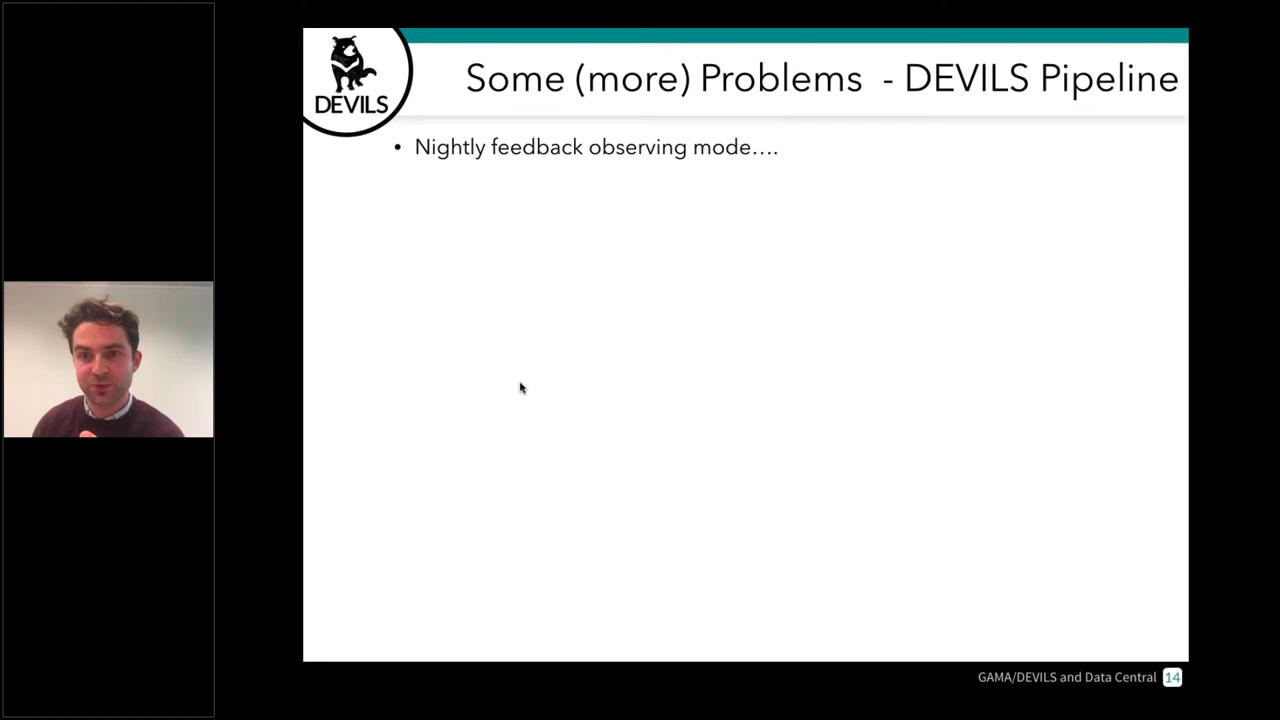 DEVILS
Some (more) Problems - DEVILS Pipeline
• Nightly feedback observing mode....
GAMA/DEVILS and Data Central 14